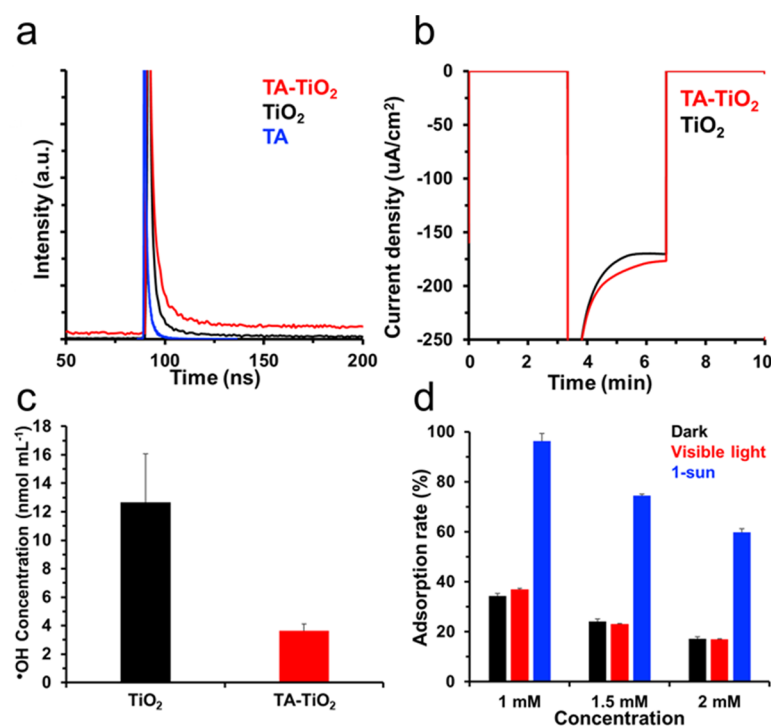 a
TA-TiO₂
TiO₂
TA
Intensity (a.u.)
50
100
150
200
Time (ns)
b
0
-50
-100
-150
-200
-250
TA-TiO₂
TiO₂
Current density (uA/cm²)
0
2
4
6
8
10
Time (min)
c
18
16
14
12
10
8
6
4
2
0
•OH Concentration (nmol mL⁻¹)
TiO₂
TA-TiO₂
d
100
80
60
40
20
0
Dark
Visible light
1-sun
Adsorption rate (%)
1 mM
1.5 mM
2 mM
Concentration